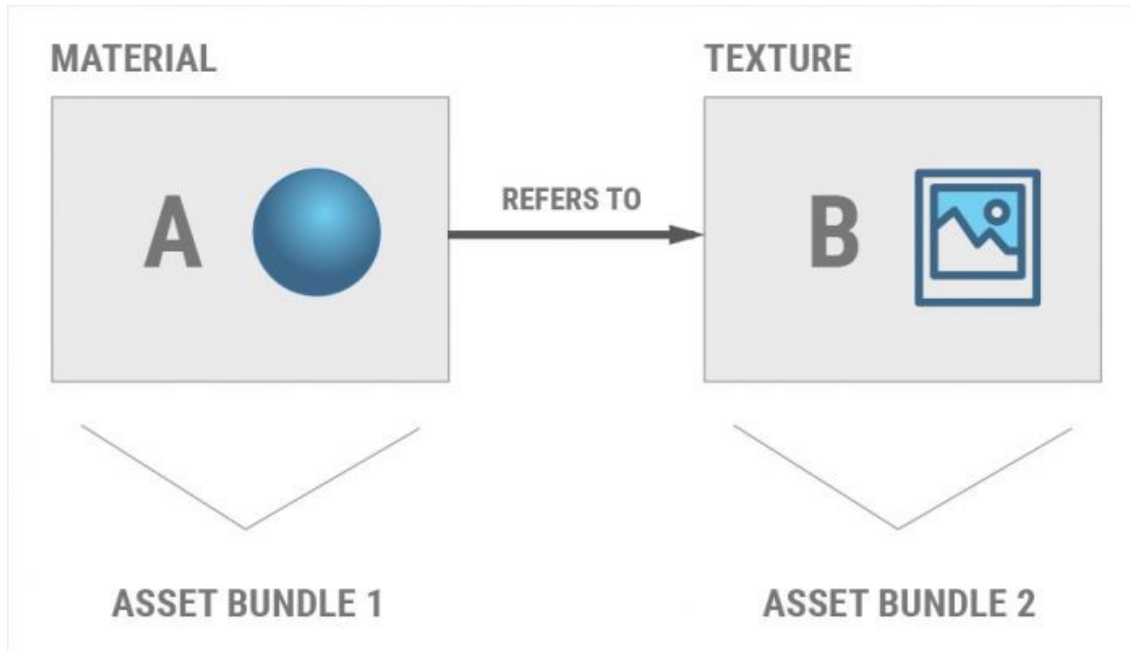 MATERIAL
TEXTURE
A
REFERS TO
B
ASSET BUNDLE 1
ASSET BUNDLE 2